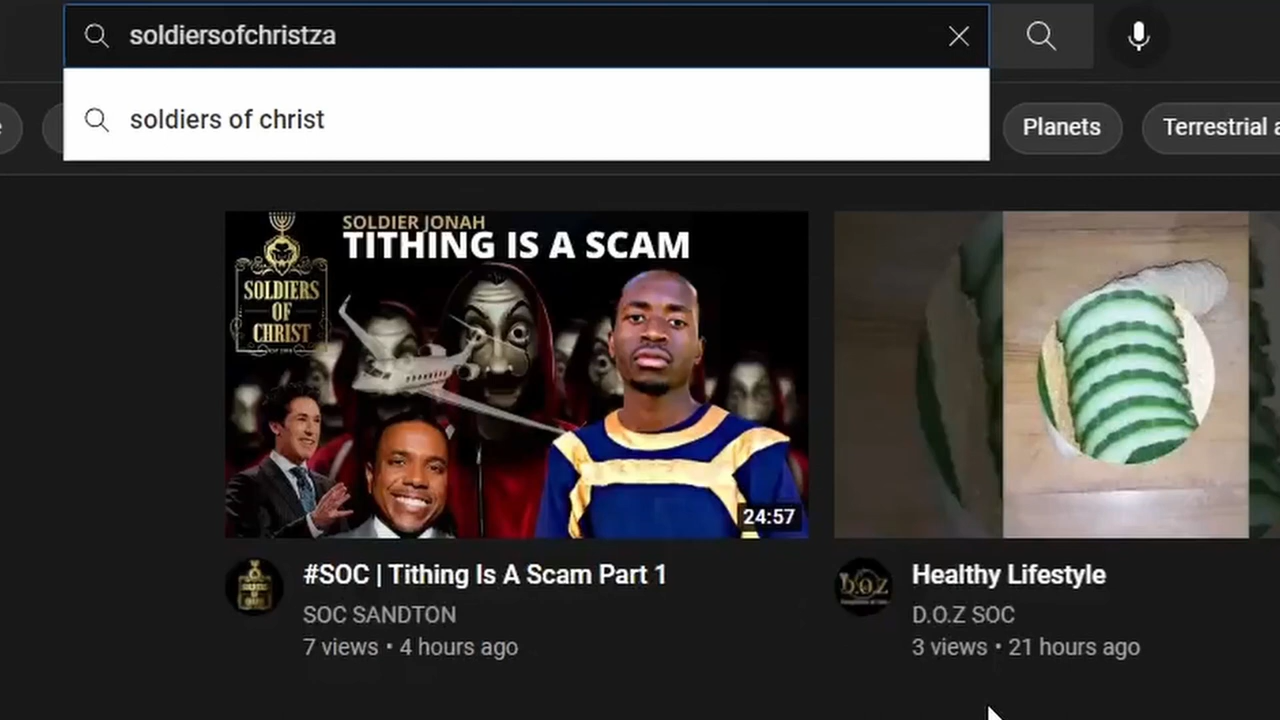 soldiersofchristza
soldiers of christ
Planets
Terrestrial a
SOLDIER JONAH
TITHING IS A SCAM
SOLDIERS
OF
CHRIST
24:57
#SOC | Tithing Is A Scam Part 1
SOC SANDTON
7 views • 4 hours ago
D.O.Z
Healthy Lifestyle
D.O.Z SOC
3 views • 21 hours ago